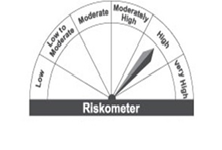 Low
Low to
Moderate
Moderate
Moderately
High
High
very High
Riskometer